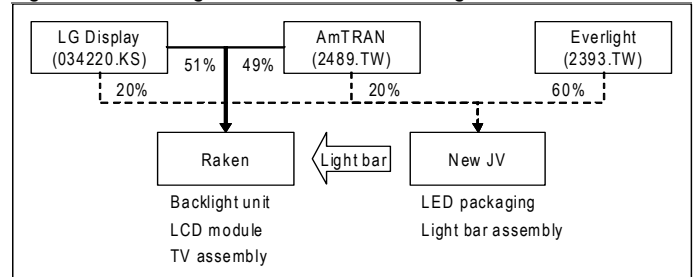 LG Display
(034220.KS)
AmTRAN
(2489.TW)
Everlight
(2393.TW)
51%
49%
20%
20%
60%
Raken
Light bar
New JV
Backlight unit
LCD module
TV assembly
LED packaging
Light bar assembly